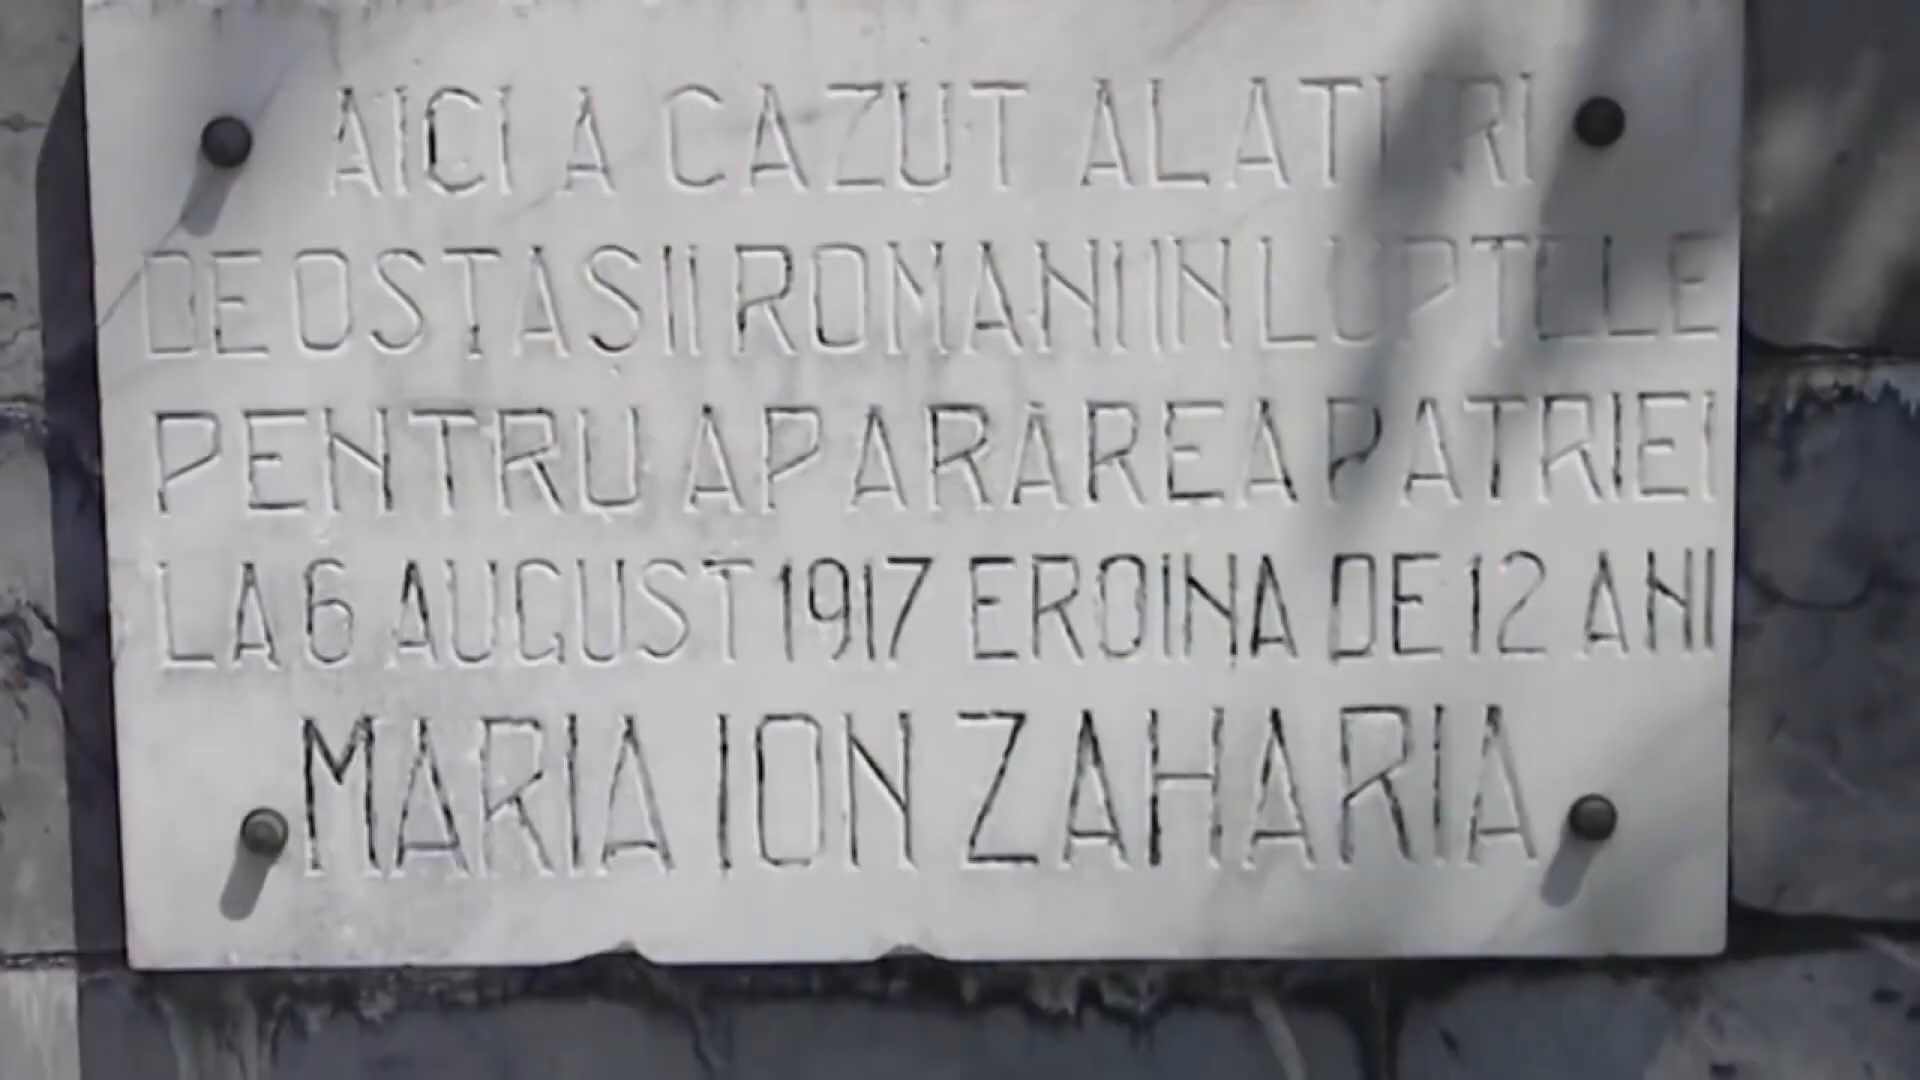 AICI A CAZUT ALATURI
DE OSTAȘII ROMANI IN LUPTELE
PENTRU APARAREA PATRIEI
LA 6 AUGUST 1917 EROINA DE 12 ANI
MARIA ION ZAHARIA